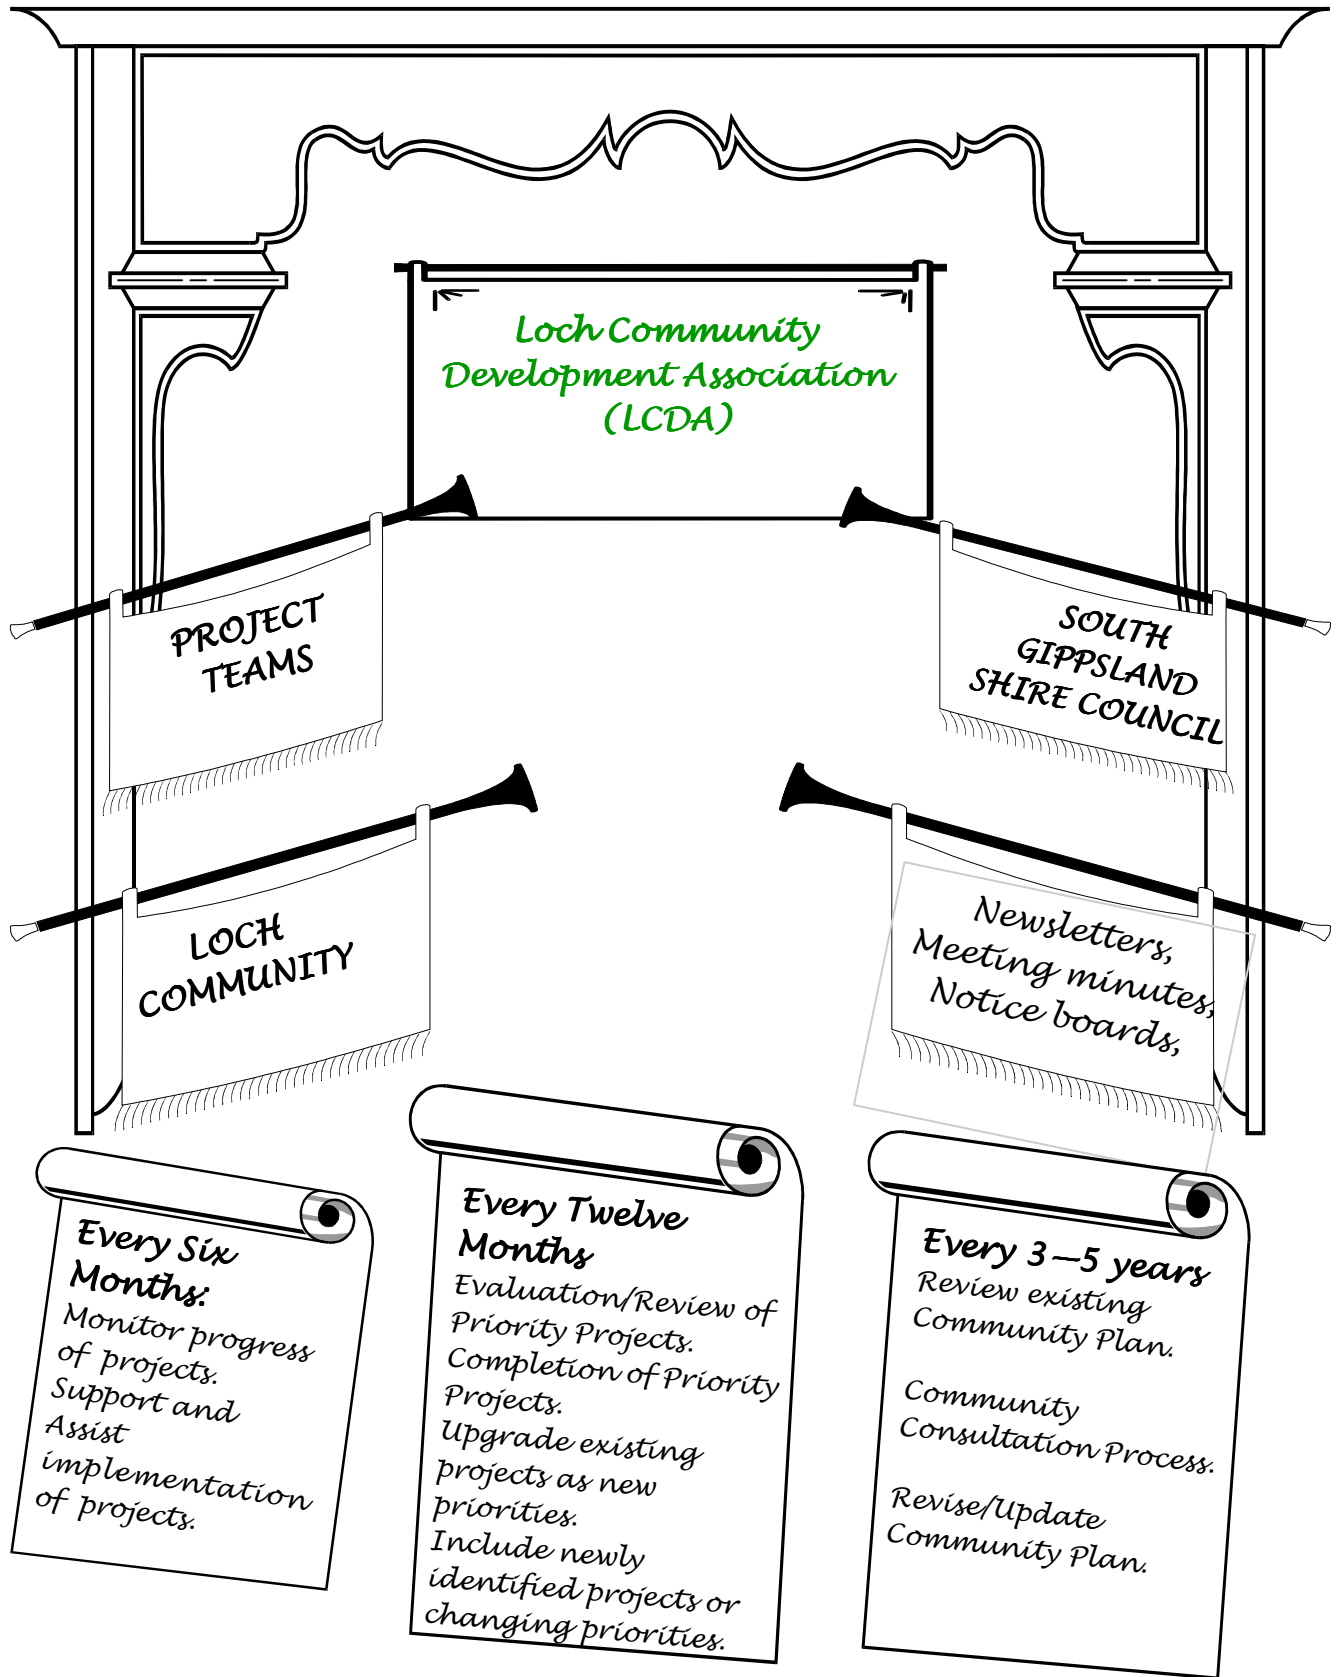 Loch Community
Development Association
(LCDA)
PROJECT
TEAMS
SOUTH
GIPPSLAND
SHIRE COUNCIL
LOCH
COMMUNITY
Newsletters,
Meeting minutes,
Notice boards,
Every Six
Months:
Monitor progress
of projects.
Support and
Assist
implementation
of projects.
Every Twelve
Months
Evaluation/Review of
Priority Projects.
Completion of Priority
Projects.
Upgrade existing
projects as new
priorities.
Include newly
identified projects or
changing priorities.
Every 3—5 years
Review existing
Community Plan.
Community
Consultation Process.
Revise/Update
Community Plan.